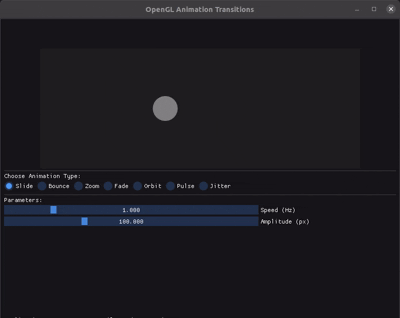 OpenGL Animation Transitions
Choose Animation Type:
Slide Bounce Zoom Fade Orbit Pulse Jitter
Parameters:
1.000 Speed (Hz)
100.000 Amplitude (px)